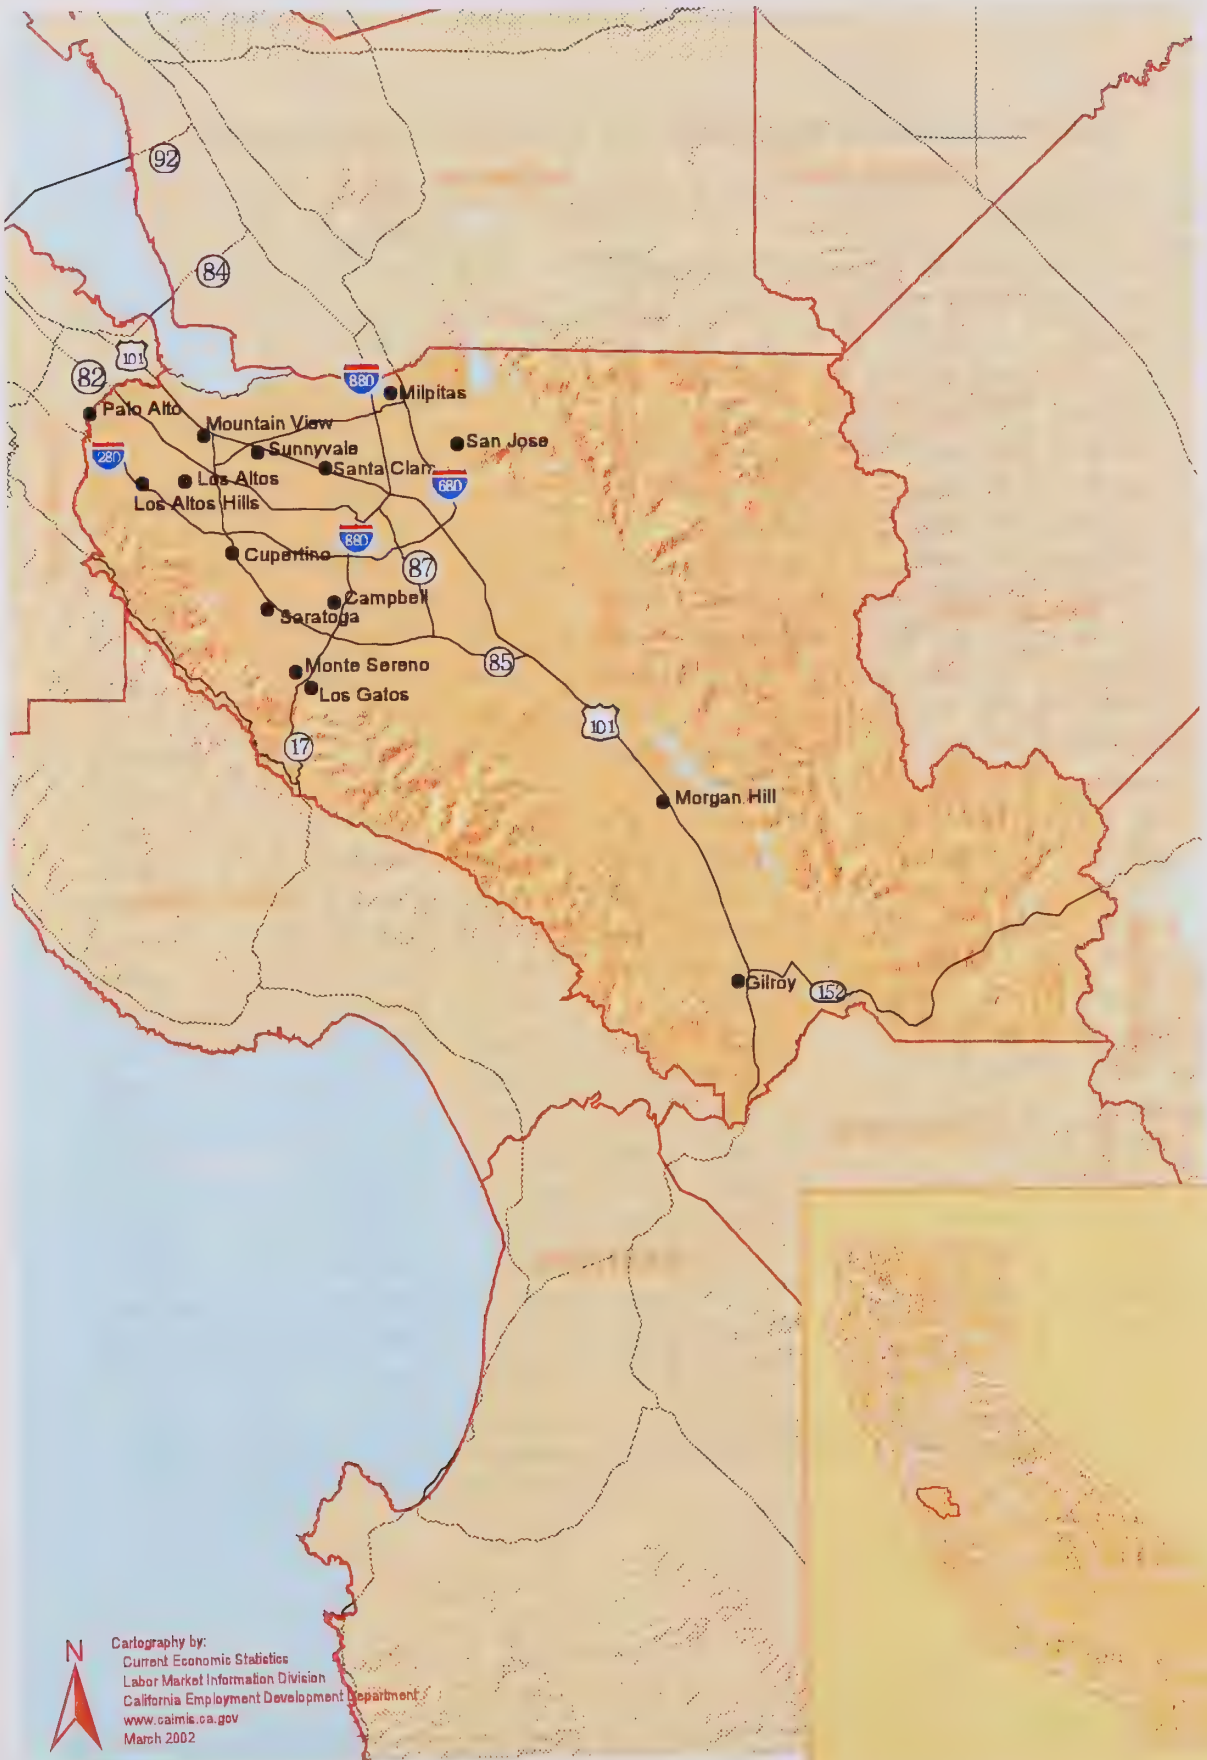 92
84
101
82
880
Milpitas
Palo Alto
Mountain View
San Jose
Sunnyvale
280
Santa Clar
Los Altos
680
Los Altos Hills
880
Cupertino
87
Campbell
Saratoga
85
Monte Sereno
Los Gatos
101
17
Morgan Hill
Gilroy
152
N
Cartography by:
Current Economic Statistics
Labor Market Information Division
California Employment Development Department
www.calmis.ca.gov
March 2002